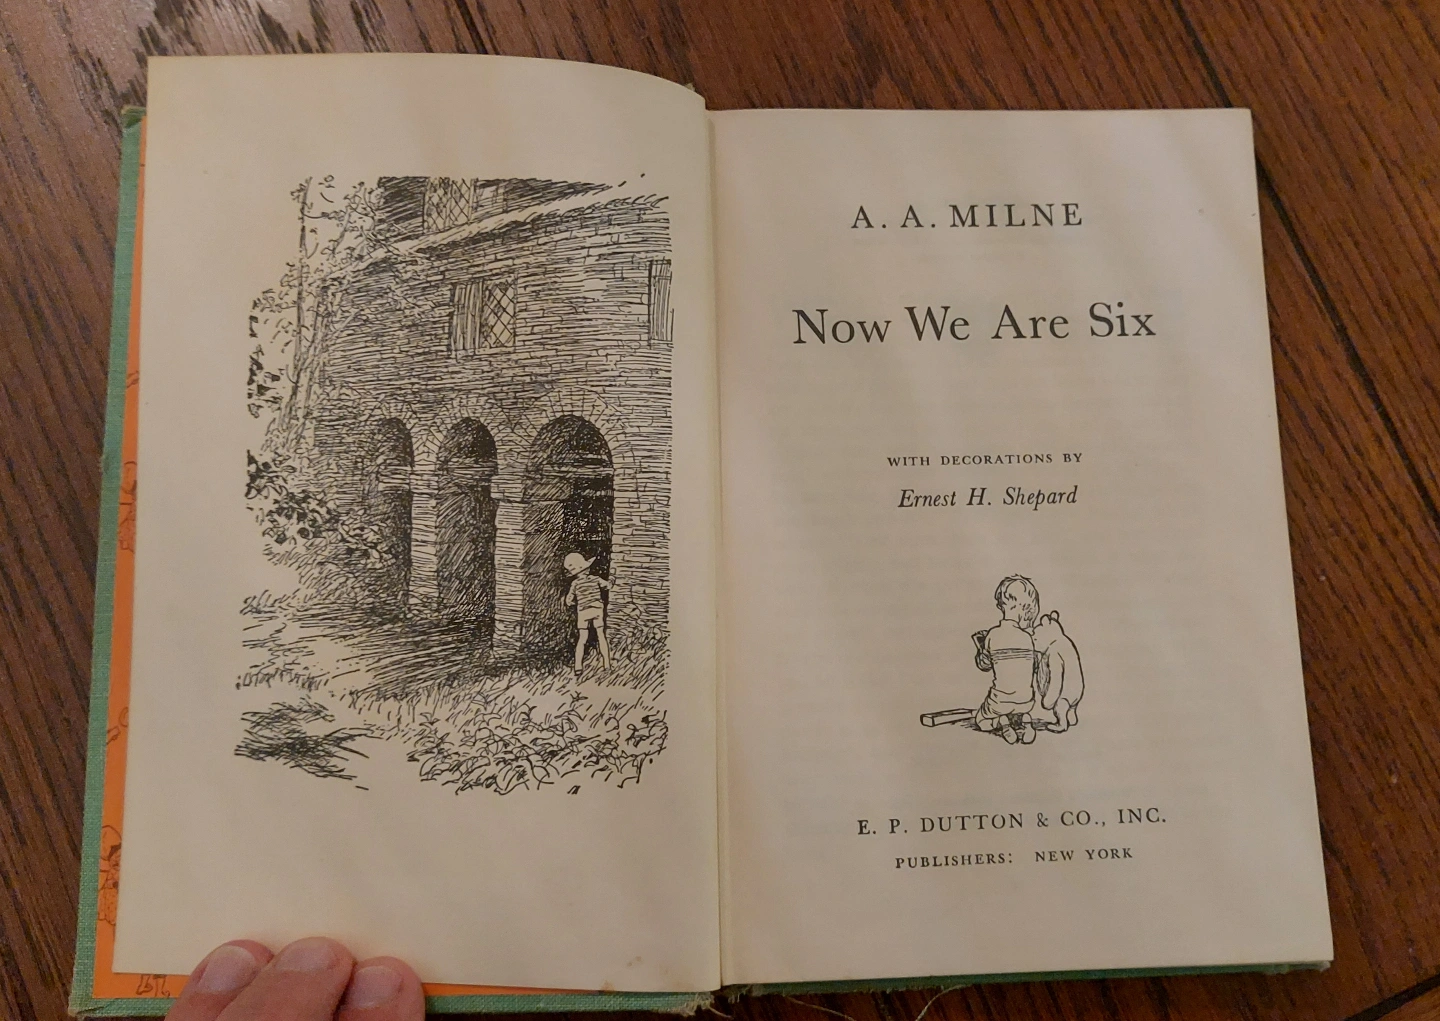 A. A. MILNE
Now We Are Six
WITH DECORATIONS BY
Ernest H. Shepard
E. P. DUTTON & CO., INC.
PUBLISHERS: NEW YORK